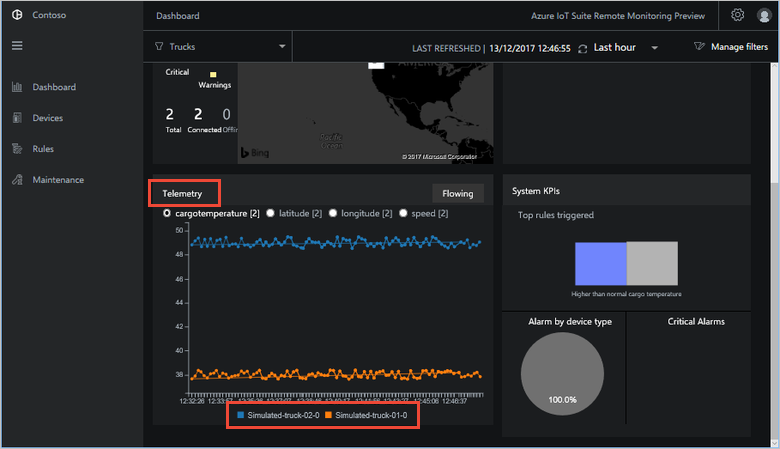 Contoso
Dashboard
Azure IoT Suite Remote Monitoring Preview
Trucks
LAST REFRESHED | 13/12/2017 12:46:55
Last hour
Manage filters
Dashboard
Devices
Rules
Maintenance
Critical
Warnings
2 2 0
Total Connected Offlin
AMERICA
Pacific
Ocean
Bing
© 2017 Microsoft Corporation
Telemetry
Flowing
cargotemperature [2] latitude [2] longitude [2] speed [2]
50
48
46
44
42
40
38
12:32:26
12:45:06 12:46:37
Simulated-truck-02-0 Simulated-truck-01-0
System KPIs
Top rules triggered
Higher than normal cargo temperature
Alarm by device type
100.0%
Critical Alarms